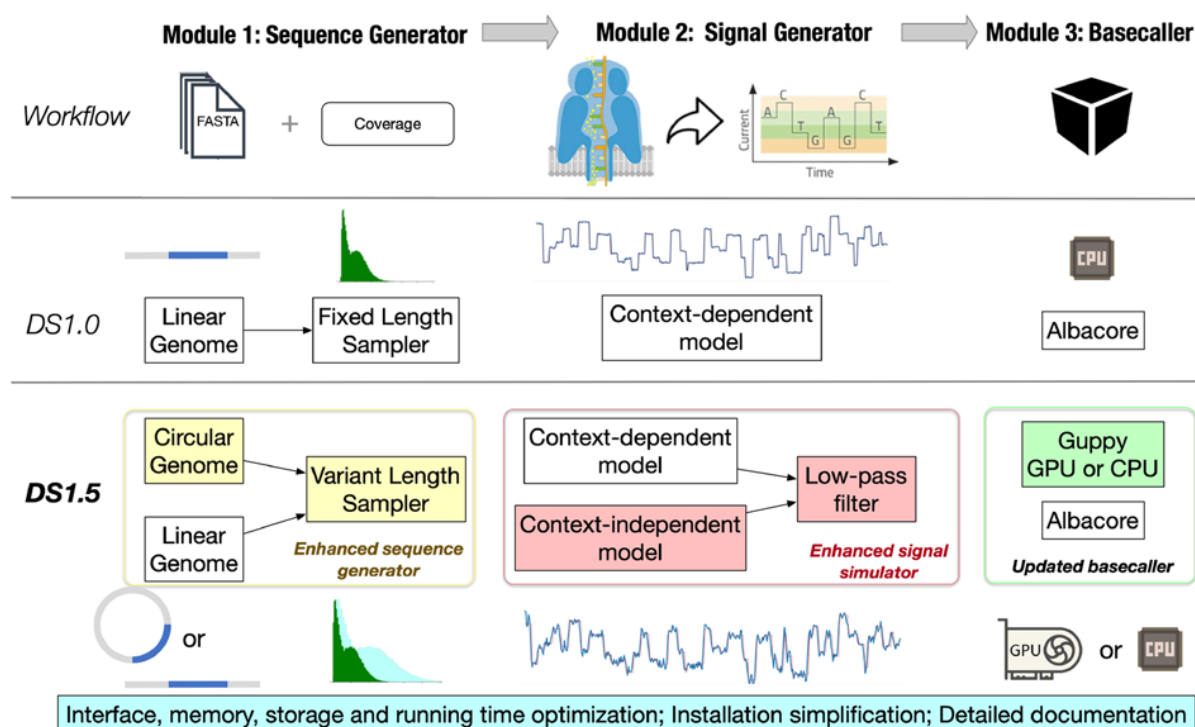 Module 1: Sequence Generator
Module 2: Signal Generator
Module 3: Basecaller
Workflow
FASTA
+
Coverage
Current
A
C
T
G
A
G
C
T
Time
DS1.0
Linear
Genome
Fixed Length
Sampler
Context-dependent
model
CPU
Albacore
DS1.5
Circular
Genome
Linear
Genome
Variant Length
Sampler
Enhanced sequence
generator
Context-dependent
model
Context-independent
model
Low-pass
filter
Enhanced signal
simulator
Guppy
GPU or CPU
Albacore
Updated basecaller
or
GPU
or
CPU
Interface, memory, storage and running time optimization; Installation simplification; Detailed documentation